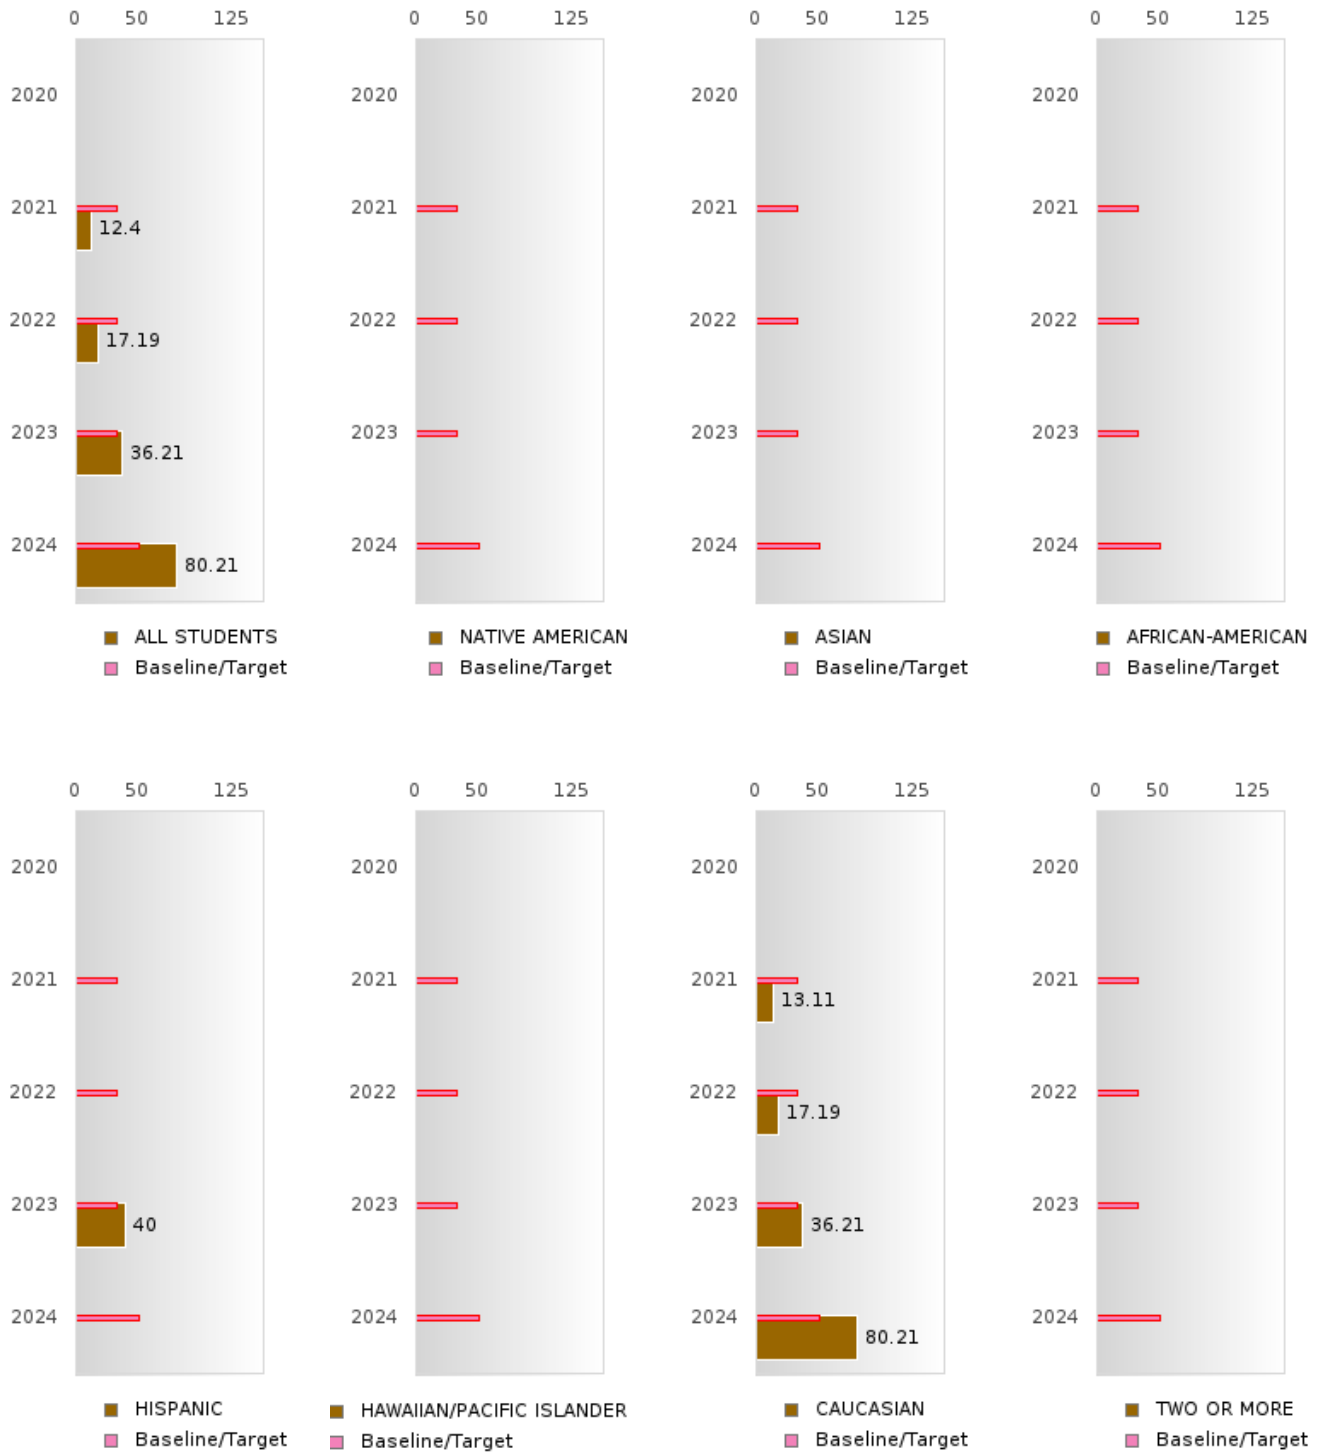 0 50 125 0 50 125 0 50 125 0 50 125
2020 2020 2020 2020
2021 2021 2021 2021
12.4
2022 2022 2022 2022
17.19
2023 2023 2023 2023
36.21
2024 2024 2024 2024
80.21
ALL STUDENTS NATIVE AMERICAN ASIAN AFRICAN-AMERICAN
Baseline/Target Baseline/Target Baseline/Target Baseline/Target
0 50 125 0 50 125 0 50 125 0 50 125
2020 2020 2020 2020
2021 2021 2021 2021
13.11
2022 2022 2022 2022
17.19
2023 2023 2023 2023
40 36.21
2024 2024 2024 2024
80.21
HISPANIC HAWAIIAN/PACIFIC ISLANDER CAUCASIAN TWO OR MORE
Baseline/Target Baseline/Target Baseline/Target Baseline/Target